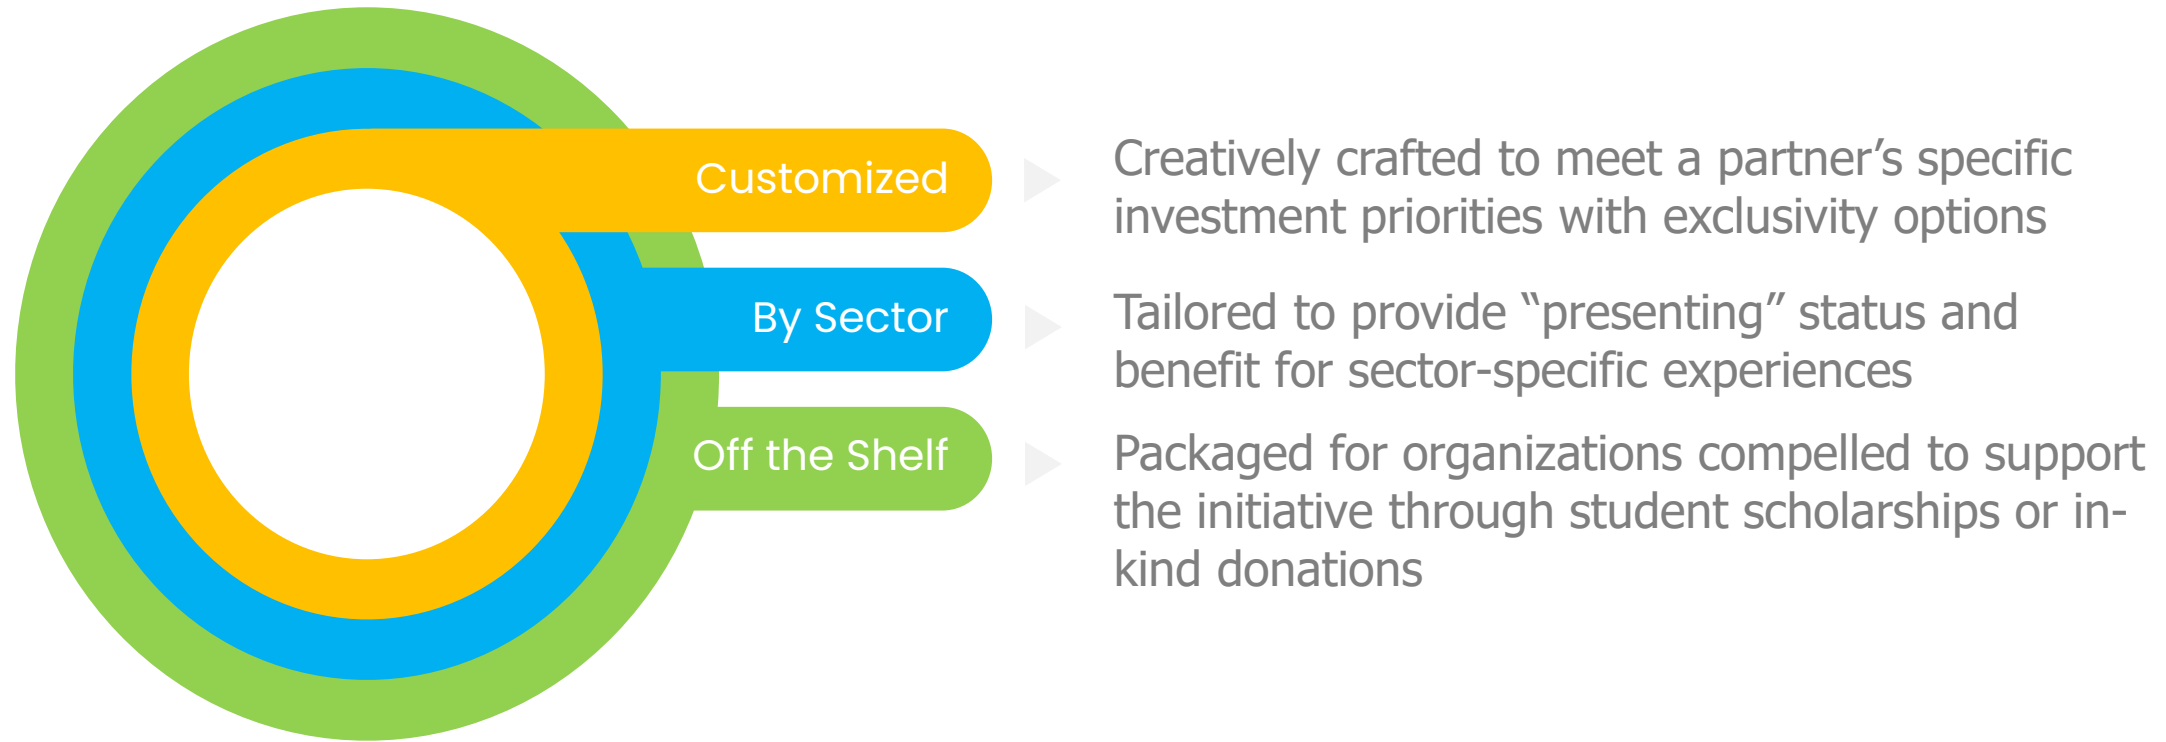 Customized
Creatively crafted to meet a partner’s specific
investment priorities with exclusivity options
By Sector
Tailored to provide “presenting” status and
benefit for sector-specific experiences
Off the Shelf
Packaged for organizations compelled to support
the initiative through student scholarships or in-
kind donations